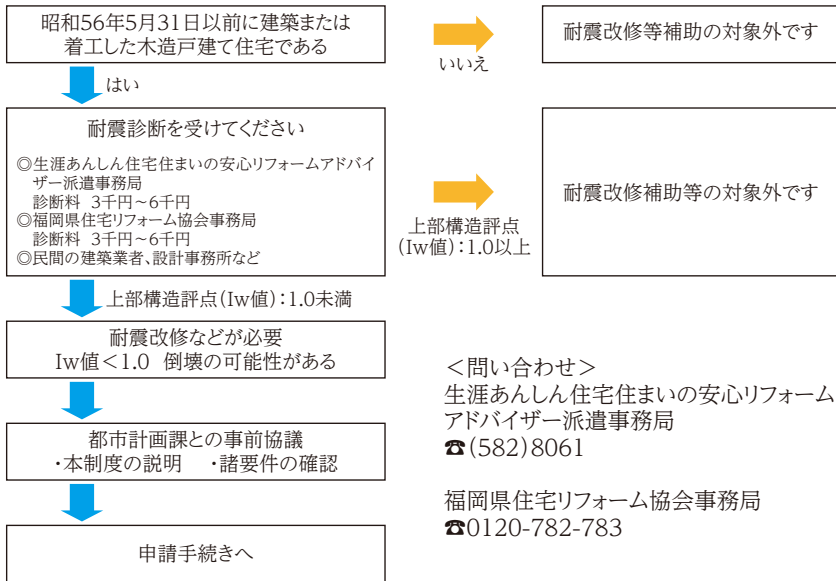 昭和56年5月31日以前に建築または
着工した木造戸建て住宅である
いいえ
耐震改修等補助の対象外です
はい
耐震診断を受けてください
◎生涯あんしん住宅住まいの安心リフォームアドバイ
ザー派遣事務局
診断料 3千円～6千円
◎福岡県住宅リフォーム協会事務局
診断料 3千円～6千円
◎民間の建築業者、設計事務所など
上部構造評点
(Iw値):1.0以上
耐震改修補助等の対象外です
上部構造評点(Iw値):1.0未満
耐震改修などが必要
Iw値<1.0 倒壊の可能性がある
都市計画課との事前協議
・本制度の説明 ・諸要件の確認
申請手続きへ
＜問い合わせ＞
生涯あんしん住宅住まいの安心リフォーム
アドバイザー派遣事務局
☎(582)8061
福岡県住宅リフォーム協会事務局
☎0120-782-783